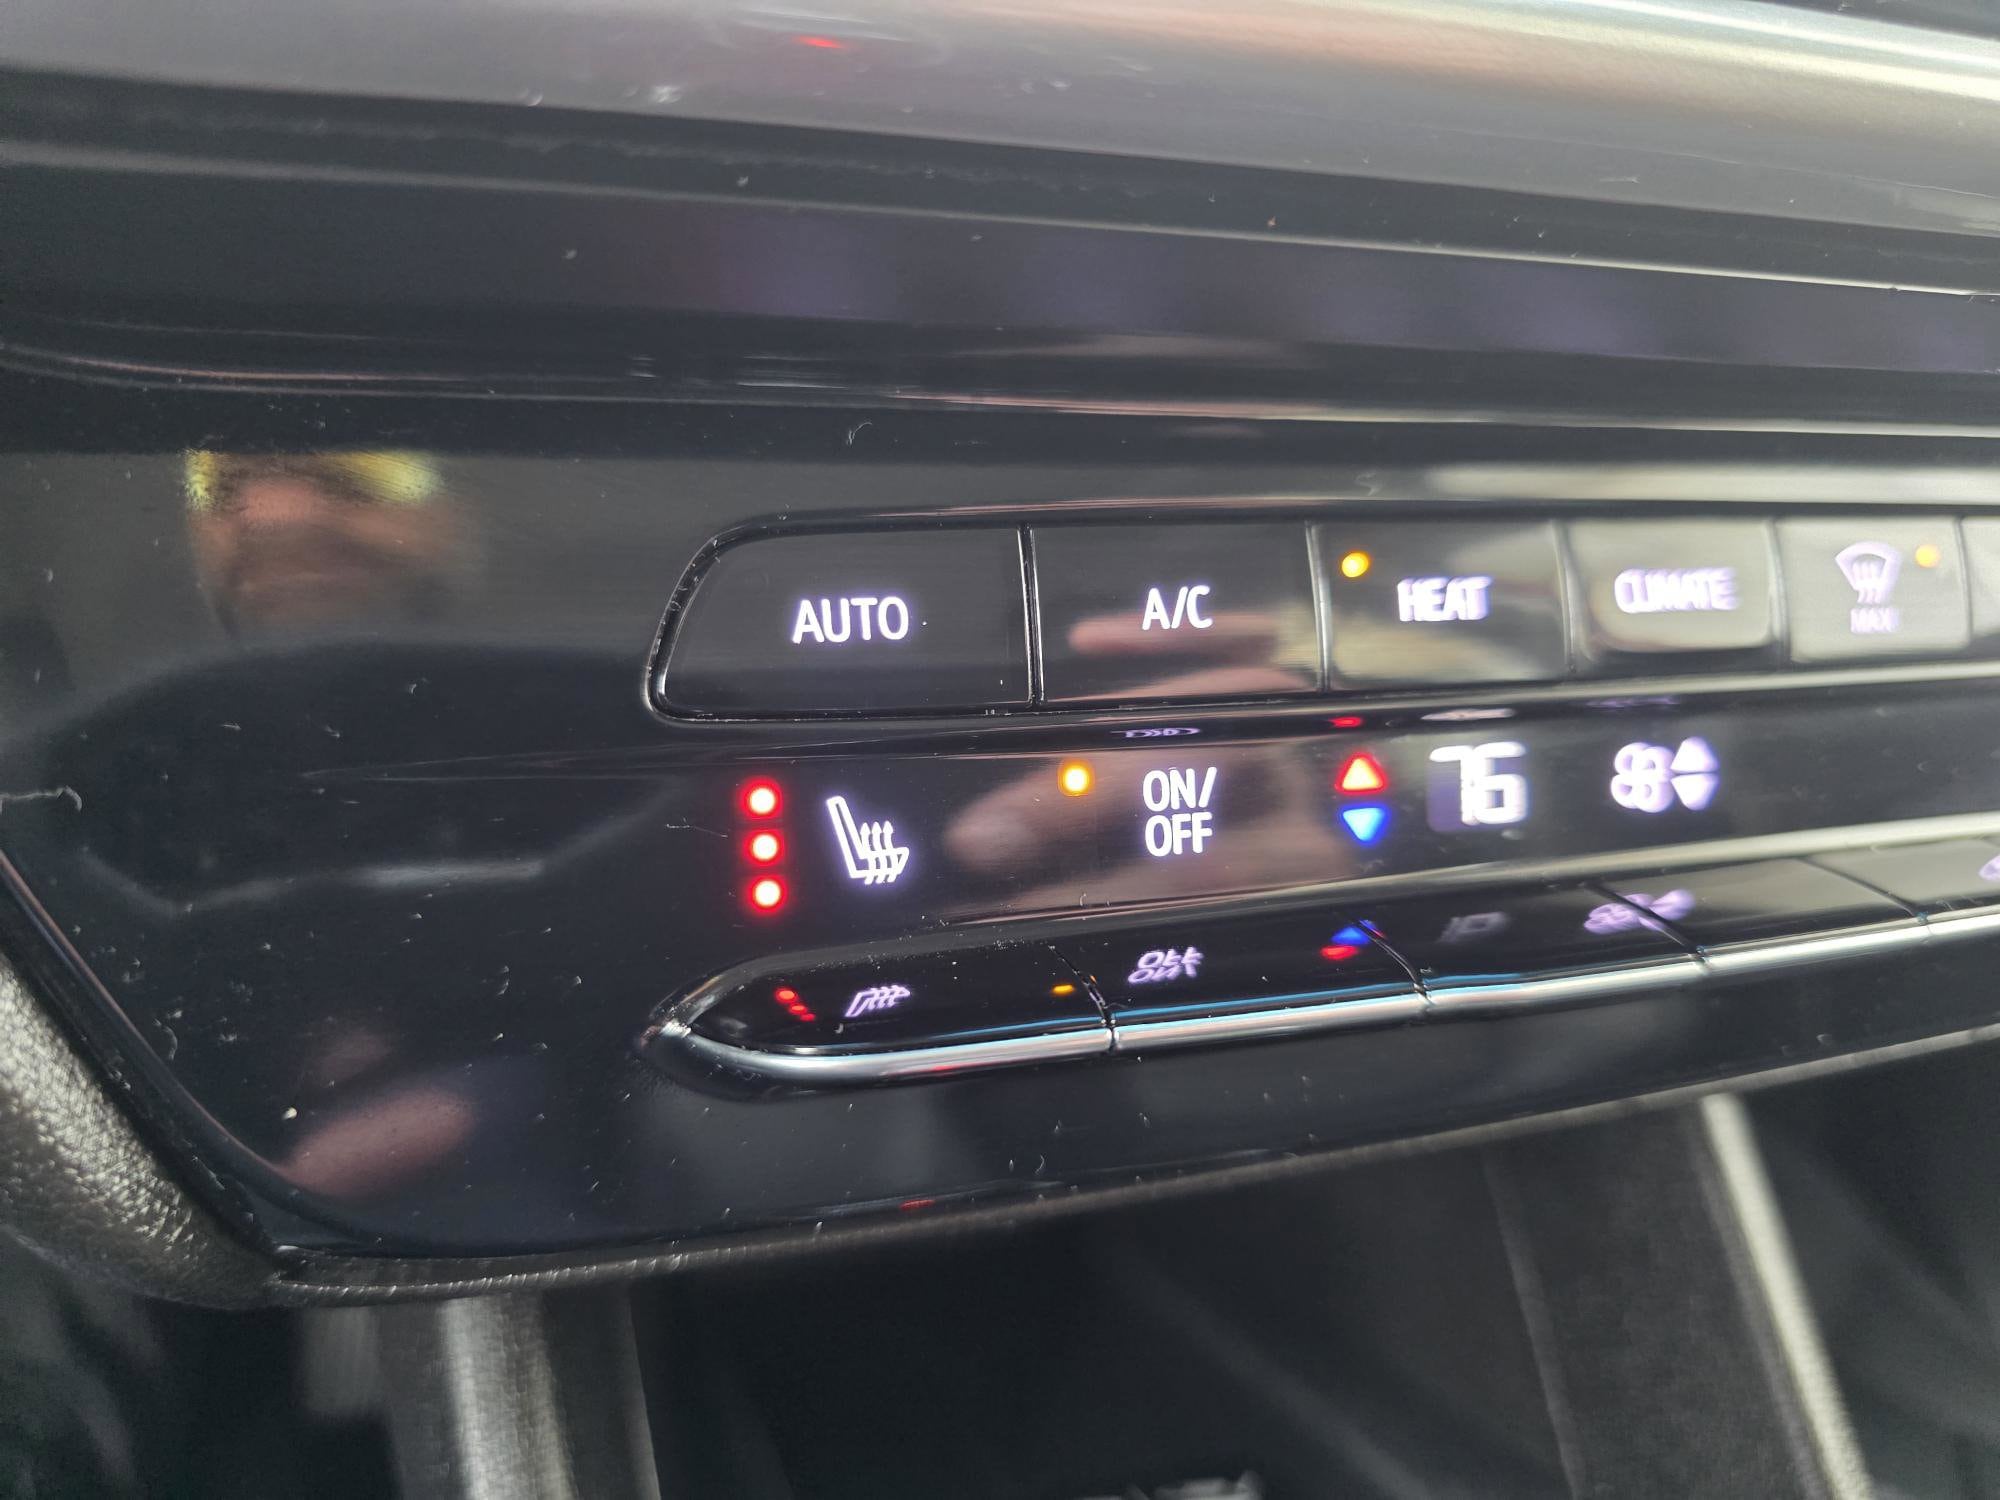 AUTO
A/C
HEAT
CLIMATE
MAX
ON/
OFF
76